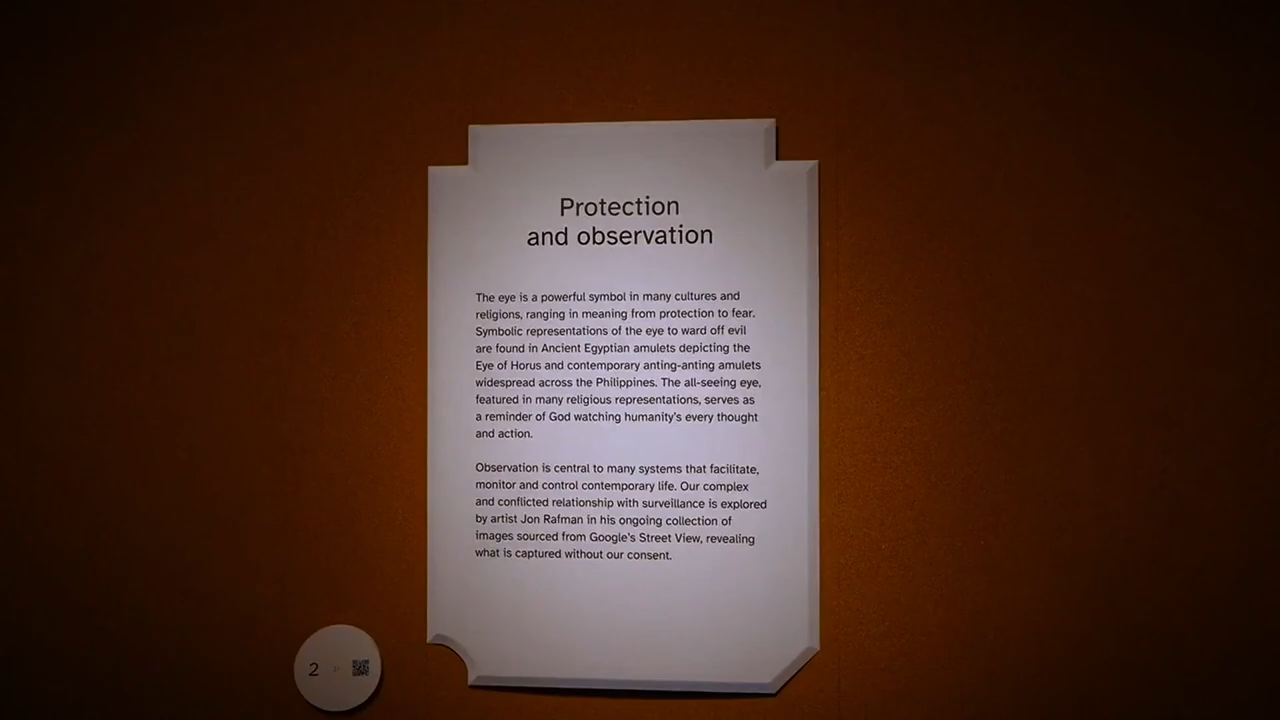 Protection
and observation
The eye is a powerful symbol in many cultures and
religions, ranging in meaning from protection to fear.
Symbolic representations of the eye to ward off evil
are found in Ancient Egyptian amulets depicting the
Eye of Horus and contemporary anting-anting amulets
widespread across the Philippines. The all-seeing eye,
featured in many religious representations, serves as
a reminder of God watching humanity's every thought
and action.
Observation is central to many systems that facilitate,
monitor and control contemporary life. Our complex
and conflicted relationship with surveillance is explored
by artist Jon Rafman in his ongoing collection of
images sourced from Google's Street View, revealing
what is captured without our consent.
2